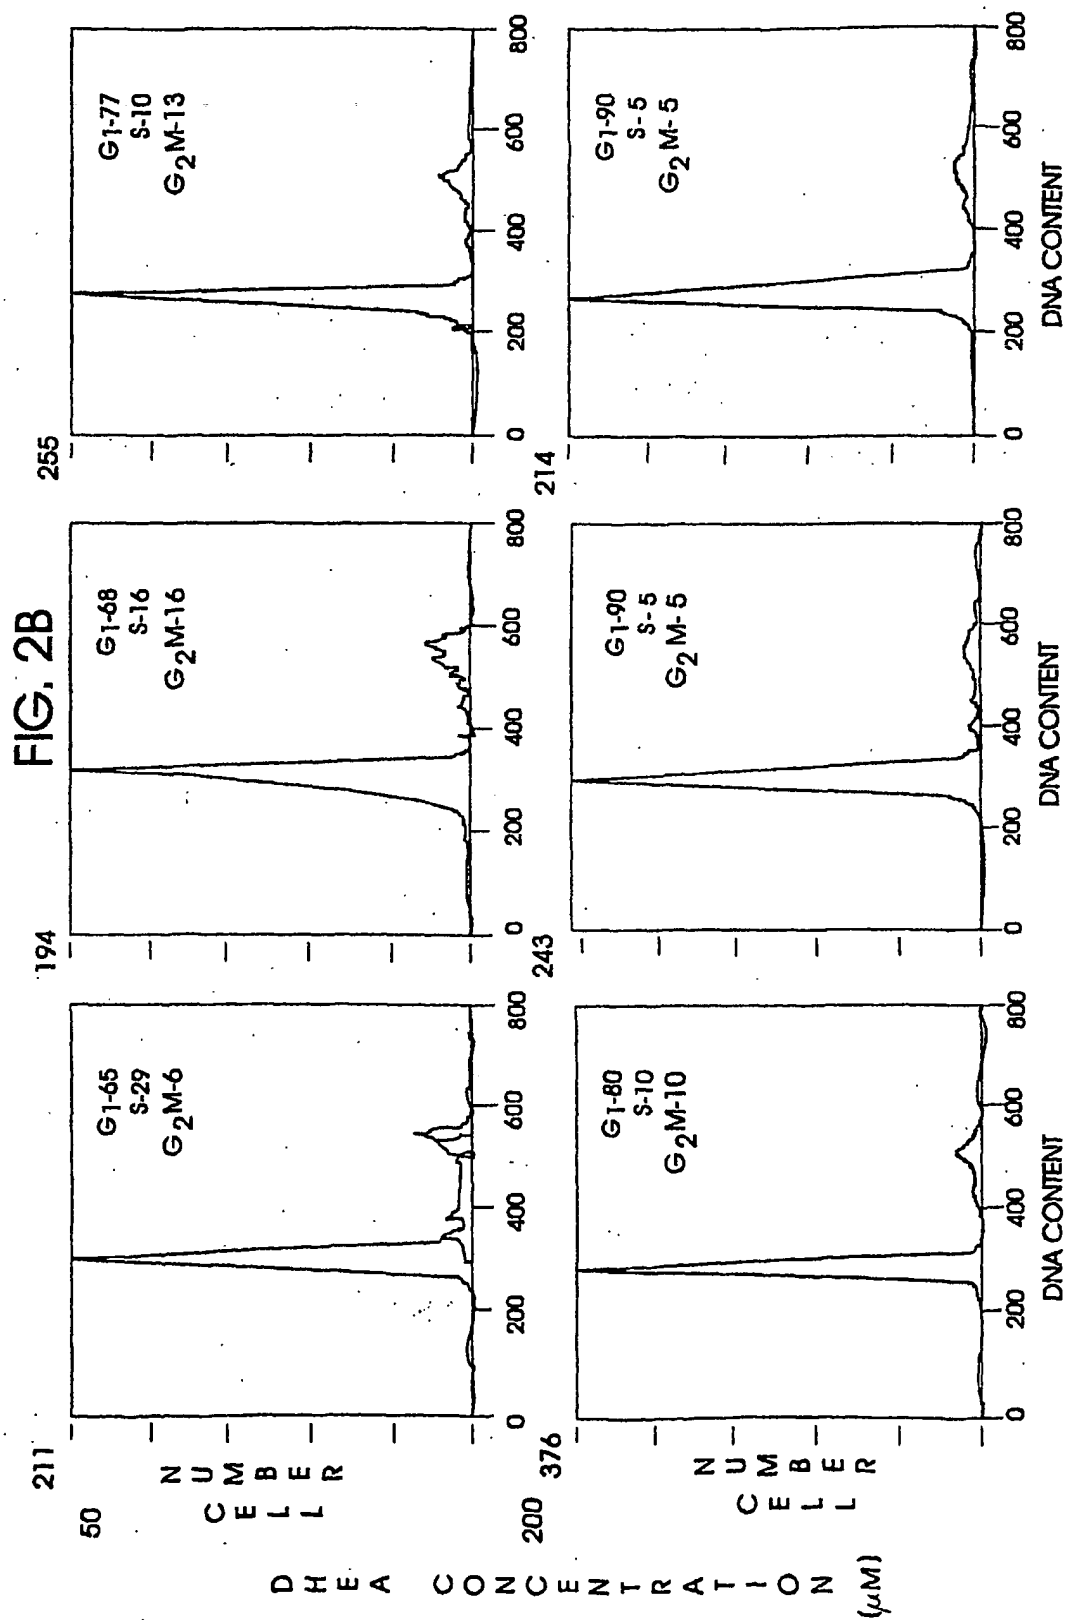 FIG. 2B
DHEA CONCENTRATION
(μM)
50
CELL
NUMBER
211
G1-65
S-29
G2M-6
0 200 400 600 800
194
G1-68
S-16
G2M-16
0 200 400 600 800
255
G1-77
S-10
G2M-13
0 200 400 600 800
200
CELL
NUMBER
376
G1-80
S-10
G2M-10
0 200 400 600 800
DNA CONTENT
243
G1-90
S-5
G2M-5
0 200 400 600 800
DNA CONTENT
214
G1-90
S-5
G2M-5
0 200 400 600 800
DNA CONTENT